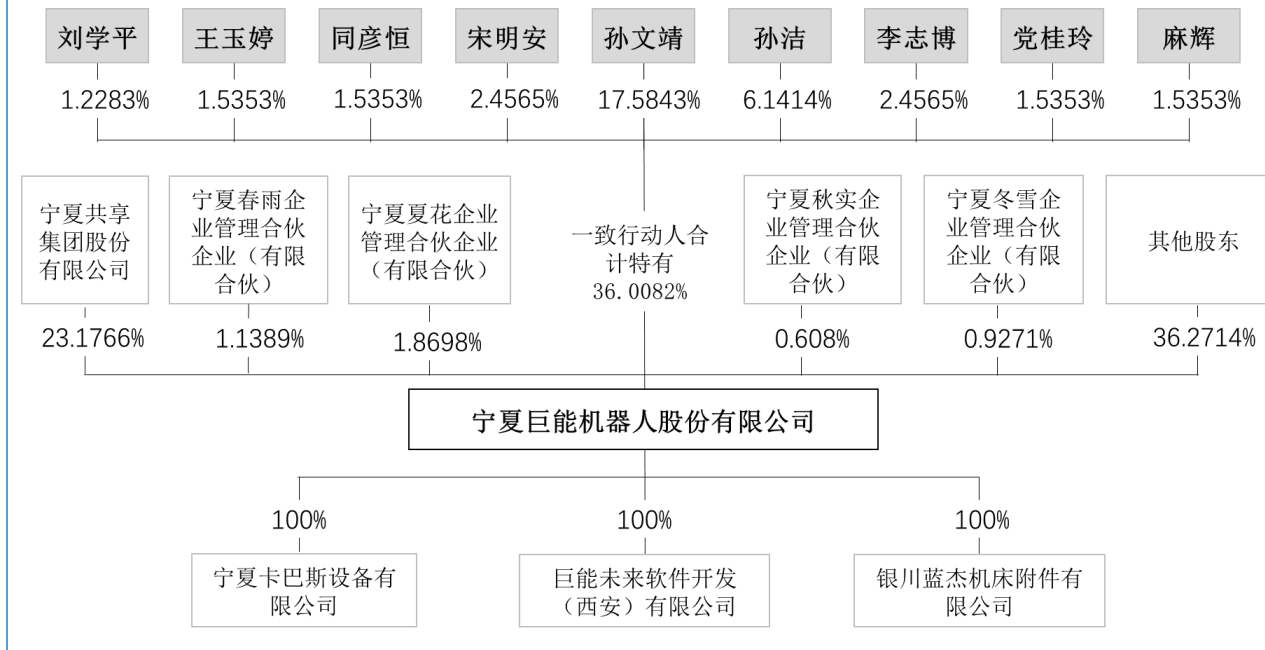 刘学平 王玉婷 同彦恒 宋明安 孙文靖 孙洁 李志博 党桂玲 麻辉
1.2283% 1.5353% 1.5353% 2.4565% 17.5843% 6.1414% 2.4565% 1.5353% 1.5353%
宁夏共享
集团股份
有限公司
宁夏春雨企
业管理合伙
企业（有限
合伙）
宁夏夏花企业
管理合伙企业
（有限合伙）
一致行动人合
计特有
36.0082%
宁夏秋实企
业管理合伙
企业（有限
合伙）
宁夏冬雪企
业管理合伙
企业（有限
合伙）
其他股东
23.1766% 1.1389% 1.8698% 0.608% 0.9271% 36.2714%
宁夏巨能机器人股份有限公司
100% 100% 100%
宁夏卡巴斯设备有
限公司
巨能未来软件开发
（西安）有限公司
银川蓝杰机床附件有
限公司